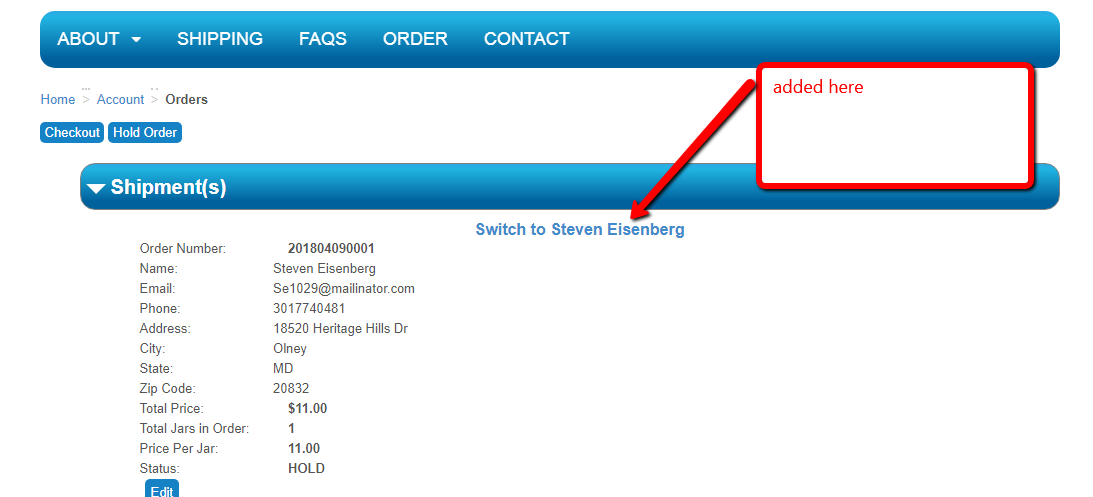 ABOUT SHIPPING FAQS ORDER CONTACT
added here
Home > Account > Orders
Checkout Hold Order
Shipment(s)
Switch to Steven Eisenberg
Order Number: 201804090001
Name: Steven Eisenberg
Email: Se1029@mailinator.com
Phone: 3017740481
Address: 18520 Heritage Hills Dr
City: Olney
State: MD
Zip Code: 20832
Total Price: $11.00
Total Jars in Order: 1
Price Per Jar: 11.00
Status: HOLD
Edit